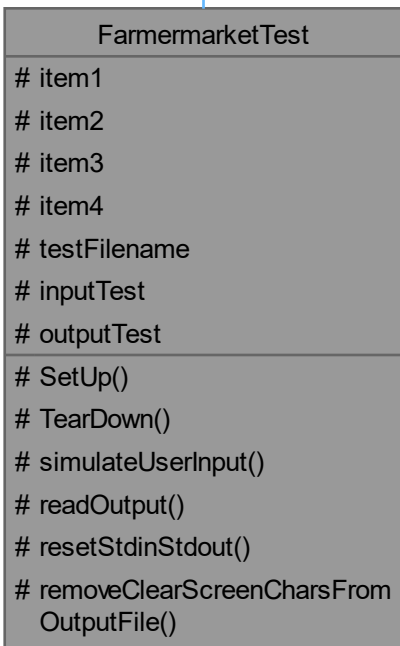 FarmermarketTest
# item1
# item2
# item3
# item4
# testFilename
# inputTest
# outputTest
# SetUp()
# TearDown()
# simulateUserInput()
# readOutput()
# resetStdinStdout()
# removeClearScreenCharsFrom
OutputFile()